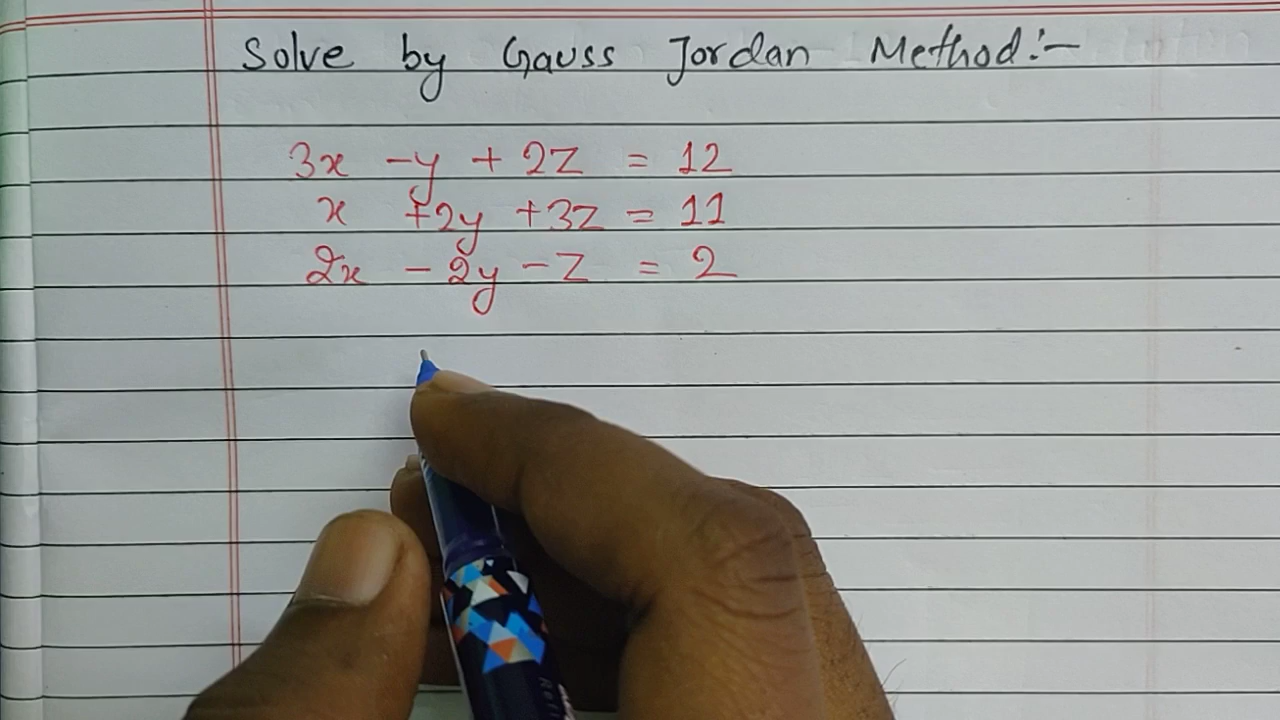 Solve by Gauss Jordan Method:-
3x - y + 2z = 12
x + 2y + 3z = 11
2x - 2y - z = 2